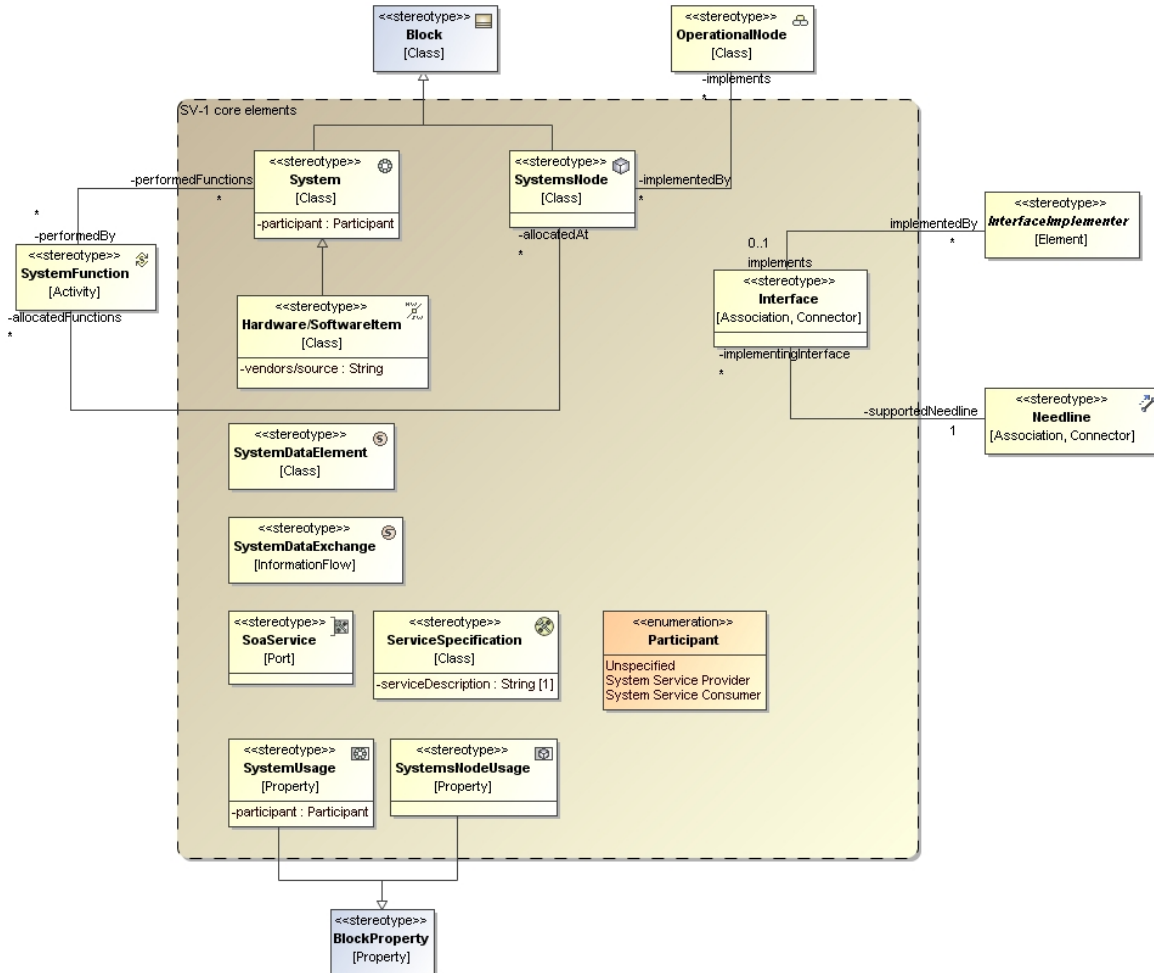 <<stereotype>>
Block
[Class]
<<stereotype>>
OperationalNode
[Class]
-implements
*
SV-1 core elements
<<stereotype>>
System
[Class]
-participant : Participant
<<stereotype>>
SystemsNode
[Class]
-performedFunctions
*
-implementedBy
*
*
-performedBy
-allocatedAt
*
<<stereotype>>
SystemFunction
[Activity]
-allocatedFunctions
*
<<stereotype>>
InterfaceImplementer
[Element]
implementedBy
*
0..1
implements
<<stereotype>>
Interface
[Association, Connector]
-implementingInterface
*
<<stereotype>>
Hardware/SoftwareItem
[Class]
-vendors/source : String
HW
SW
-supportedNeedline
1
<<stereotype>>
Needline
[Association, Connector]
<<stereotype>>
SystemDataElement
[Class]
S
<<stereotype>>
SystemDataExchange
[InformationFlow]
S
<<stereotype>>
SoaService
[Port]
<<stereotype>>
ServiceSpecification
[Class]
-serviceDescription : String [1]
<<enumeration>>
Participant
Unspecified
System Service Provider
System Service Consumer
<<stereotype>>
SystemUsage
[Property]
-participant : Participant
<<stereotype>>
SystemsNodeUsage
[Property]
<<stereotype>>
BlockProperty
[Property]